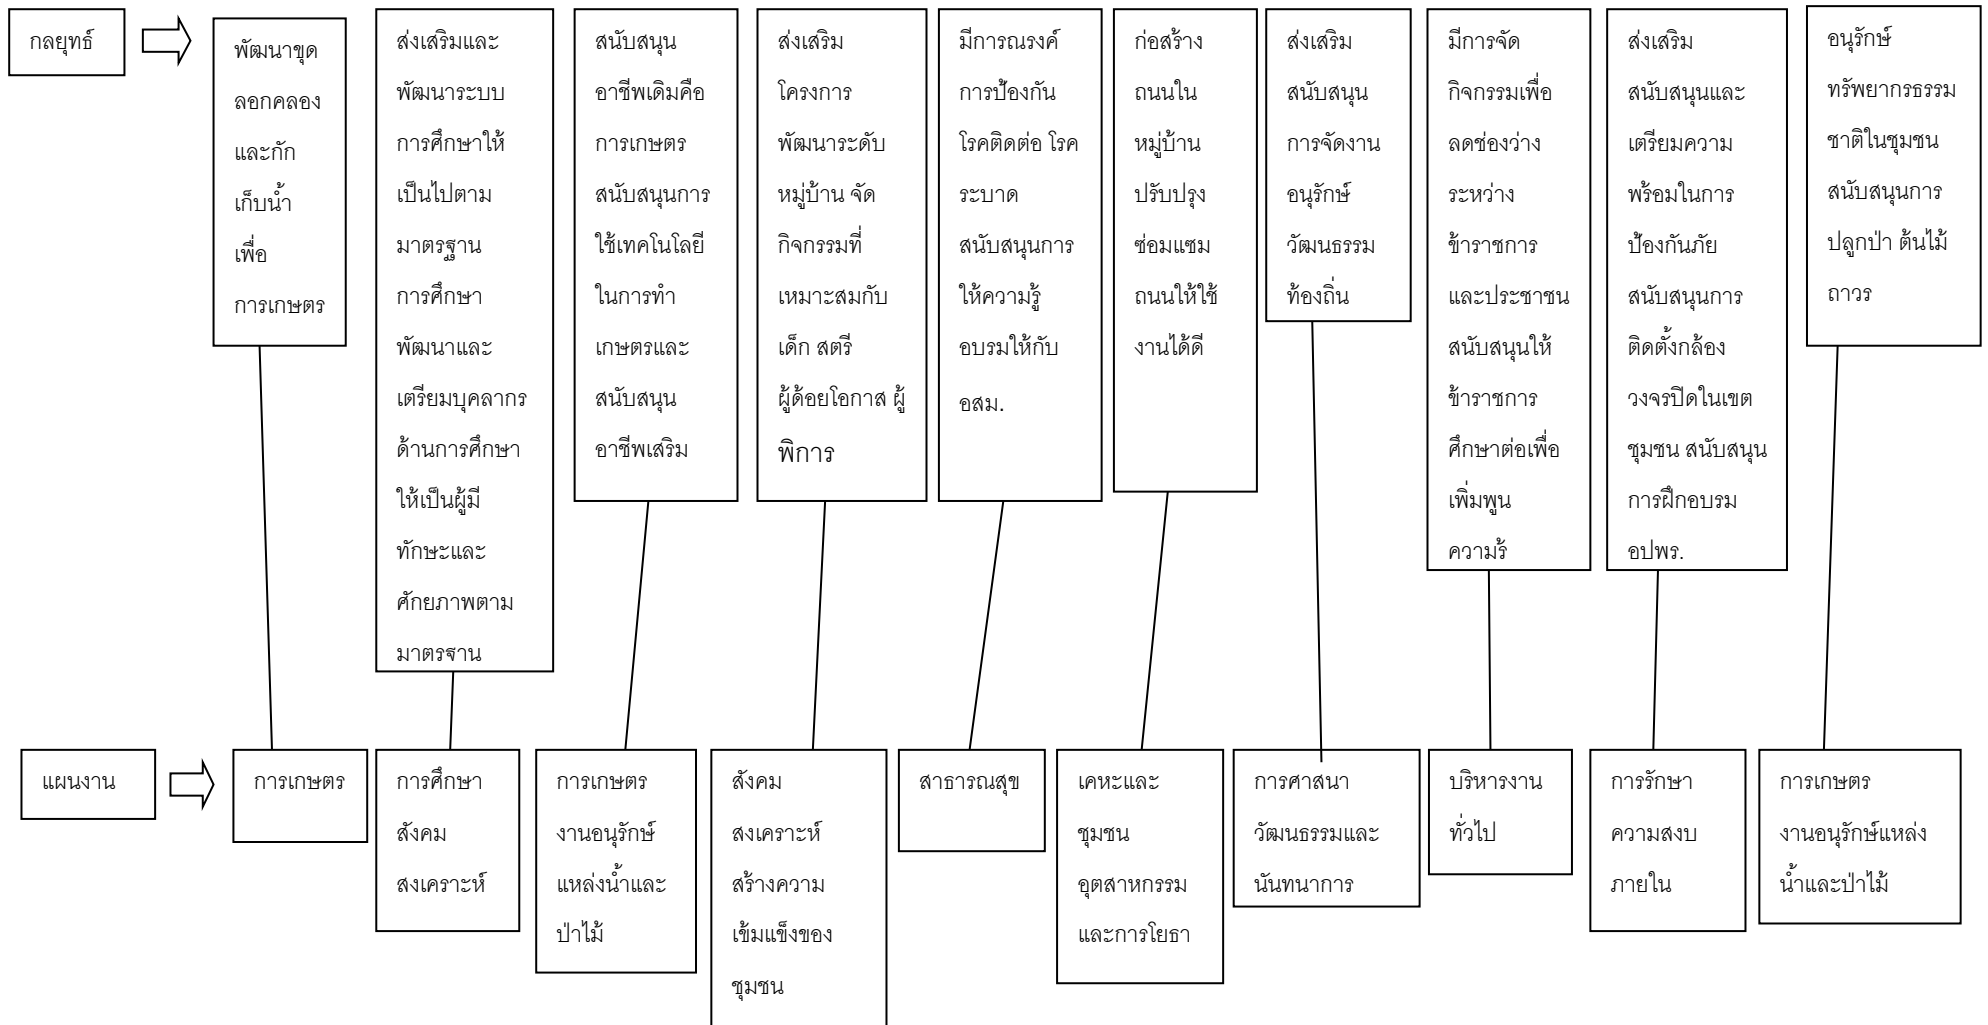 กลยุทธ์
พัฒนาขุด
ลอกคลอง
และกัก
เก็บน้ำ
เพื่อ
การเกษตร
ส่งเสริมและ
พัฒนาระบบ
การศึกษาให้
เป็นไปตาม
มาตรฐาน
การศึกษา
พัฒนาและ
เตรียมบุคลากร
ด้านการศึกษา
ให้เป็นผู้มี
ทักษะและ
ศักยภาพตาม
มาตรฐาน
สนับสนุน
อาชีพเดิมคือ
การเกษตร
สนับสนุนการ
ใช้เทคโนโลยี
ในการทำ
เกษตรและ
สนับสนุน
อาชีพเสริม
ส่งเสริม
โครงการ
พัฒนาระดับ
หมู่บ้าน จัด
กิจกรรมที่
เหมาะสมกับ
เด็ก สตรี
ผู้ด้อยโอกาส ผู้
พิการ
มีการณรงค์
การป้องกัน
โรคติดต่อ โรค
ระบาด
สนับสนุนการ
ให้ความรู้
อบรมให้กับ
อสม.
ก่อสร้าง
ถนนใน
หมู่บ้าน
ปรับปรุง
ซ่อมแซม
ถนนให้ใช้
งานได้ดี
ส่งเสริม
สนับสนุน
การจัดงาน
อนุรักษ์
วัฒนธรรม
ท้องถิ่น
มีการจัด
กิจกรรมเพื่อ
ลดช่องว่าง
ระหว่าง
ข้าราชการ
และประชาชน
สนับสนุนให้
ข้าราชการ
ศึกษาต่อเพื่อ
เพิ่มพูน
ความรู้
ส่งเสริม
สนับสนุนและ
เตรียมความ
พร้อมในการ
ป้องกันภัย
สนับสนุนการ
ติดตั้งกล้อง
วงจรปิดในเขต
ชุมชน สนับสนุน
การฝึกอบรม
อปพร.
อนุรักษ์
ทรัพยากรธรรม
ชาติในชุมชน
สนับสนุนการ
ปลูกป่า ต้นไม้
ถาวร
แผนงาน
การเกษตร
การศึกษา
สังคม
สงเคราะห์
การเกษตร
งานอนุรักษ์
แหล่งน้ำและ
ป่าไม้
สังคม
สงเคราะห์
สร้างความ
เข้มแข็งของ
ชุมชน
สาธารณสุข
เคหะและ
ชุมชน
อุตสาหกรรม
และการโยธา
การศาสนา
วัฒนธรรมและ
นันทนาการ
บริหารงาน
ทั่วไป
การรักษา
ความสงบ
ภายใน
การเกษตร
งานอนุรักษ์แหล่ง
น้ำและป่าไม้